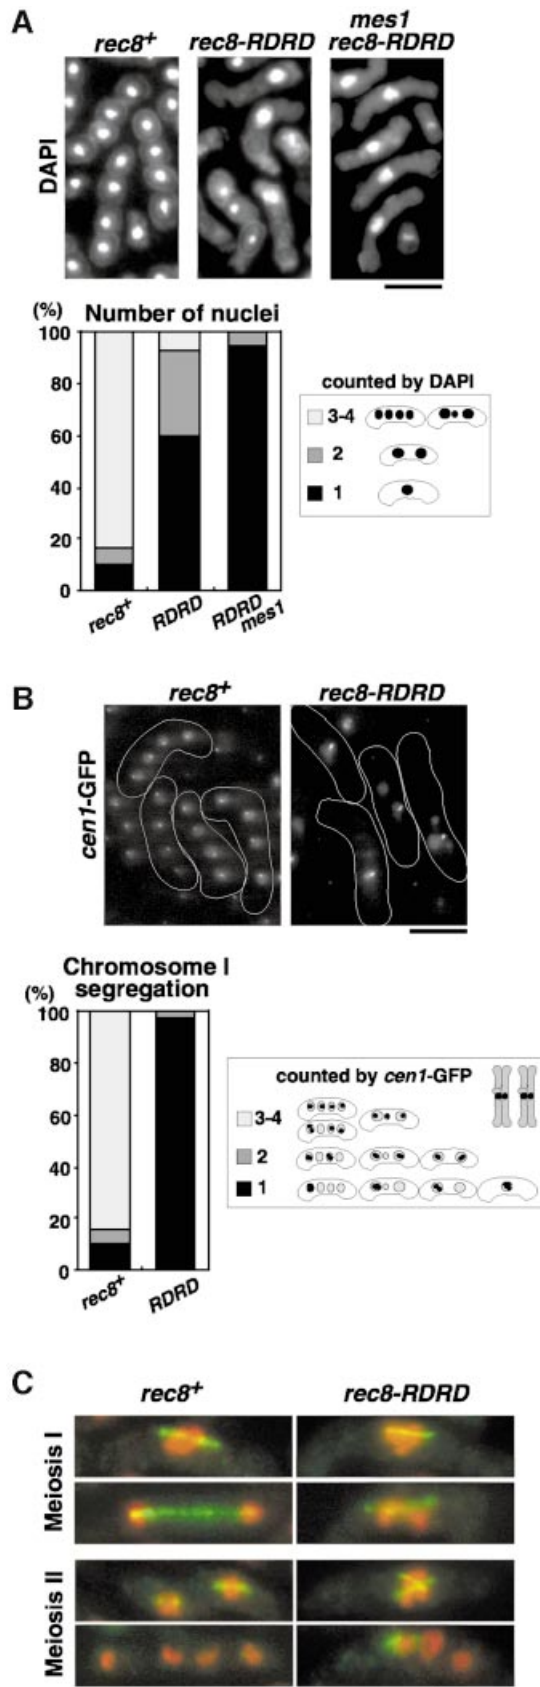 A
rec8+
rec8-RDRD
mes1
rec8-RDRD
DAPI
(%)
Number of nuclei
100
80
60
40
20
0
rec8+
RDRD
RDRD
mes1
counted by DAPI
3-4
2
1
B
rec8+
rec8-RDRD
cen1-GFP
Chromosome I
segregation
(%)
100
80
60
40
20
0
rec8+
RDRD
counted by cen1-GFP
3-4
2
1
C
rec8+
rec8-RDRD
Meiosis I
Meiosis II